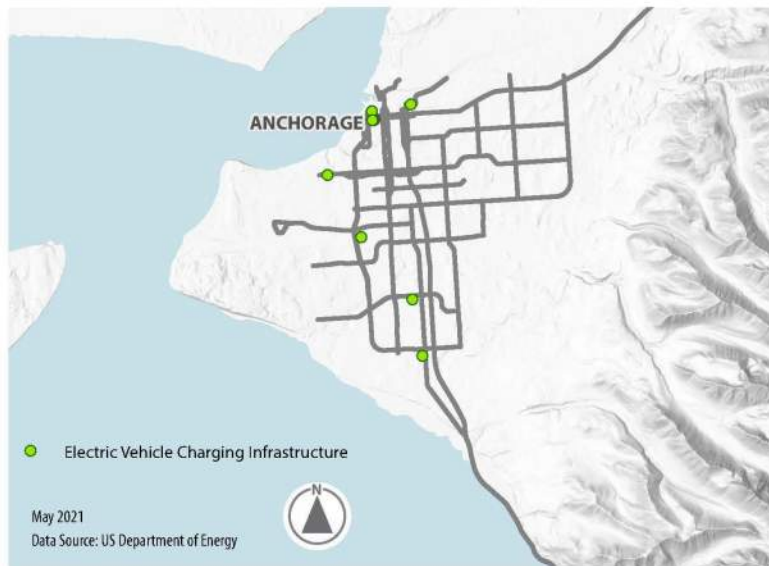 ANCHORAGE
Electric Vehicle Charging Infrastructure
N
May 2021
Data Source: US Department of Energy